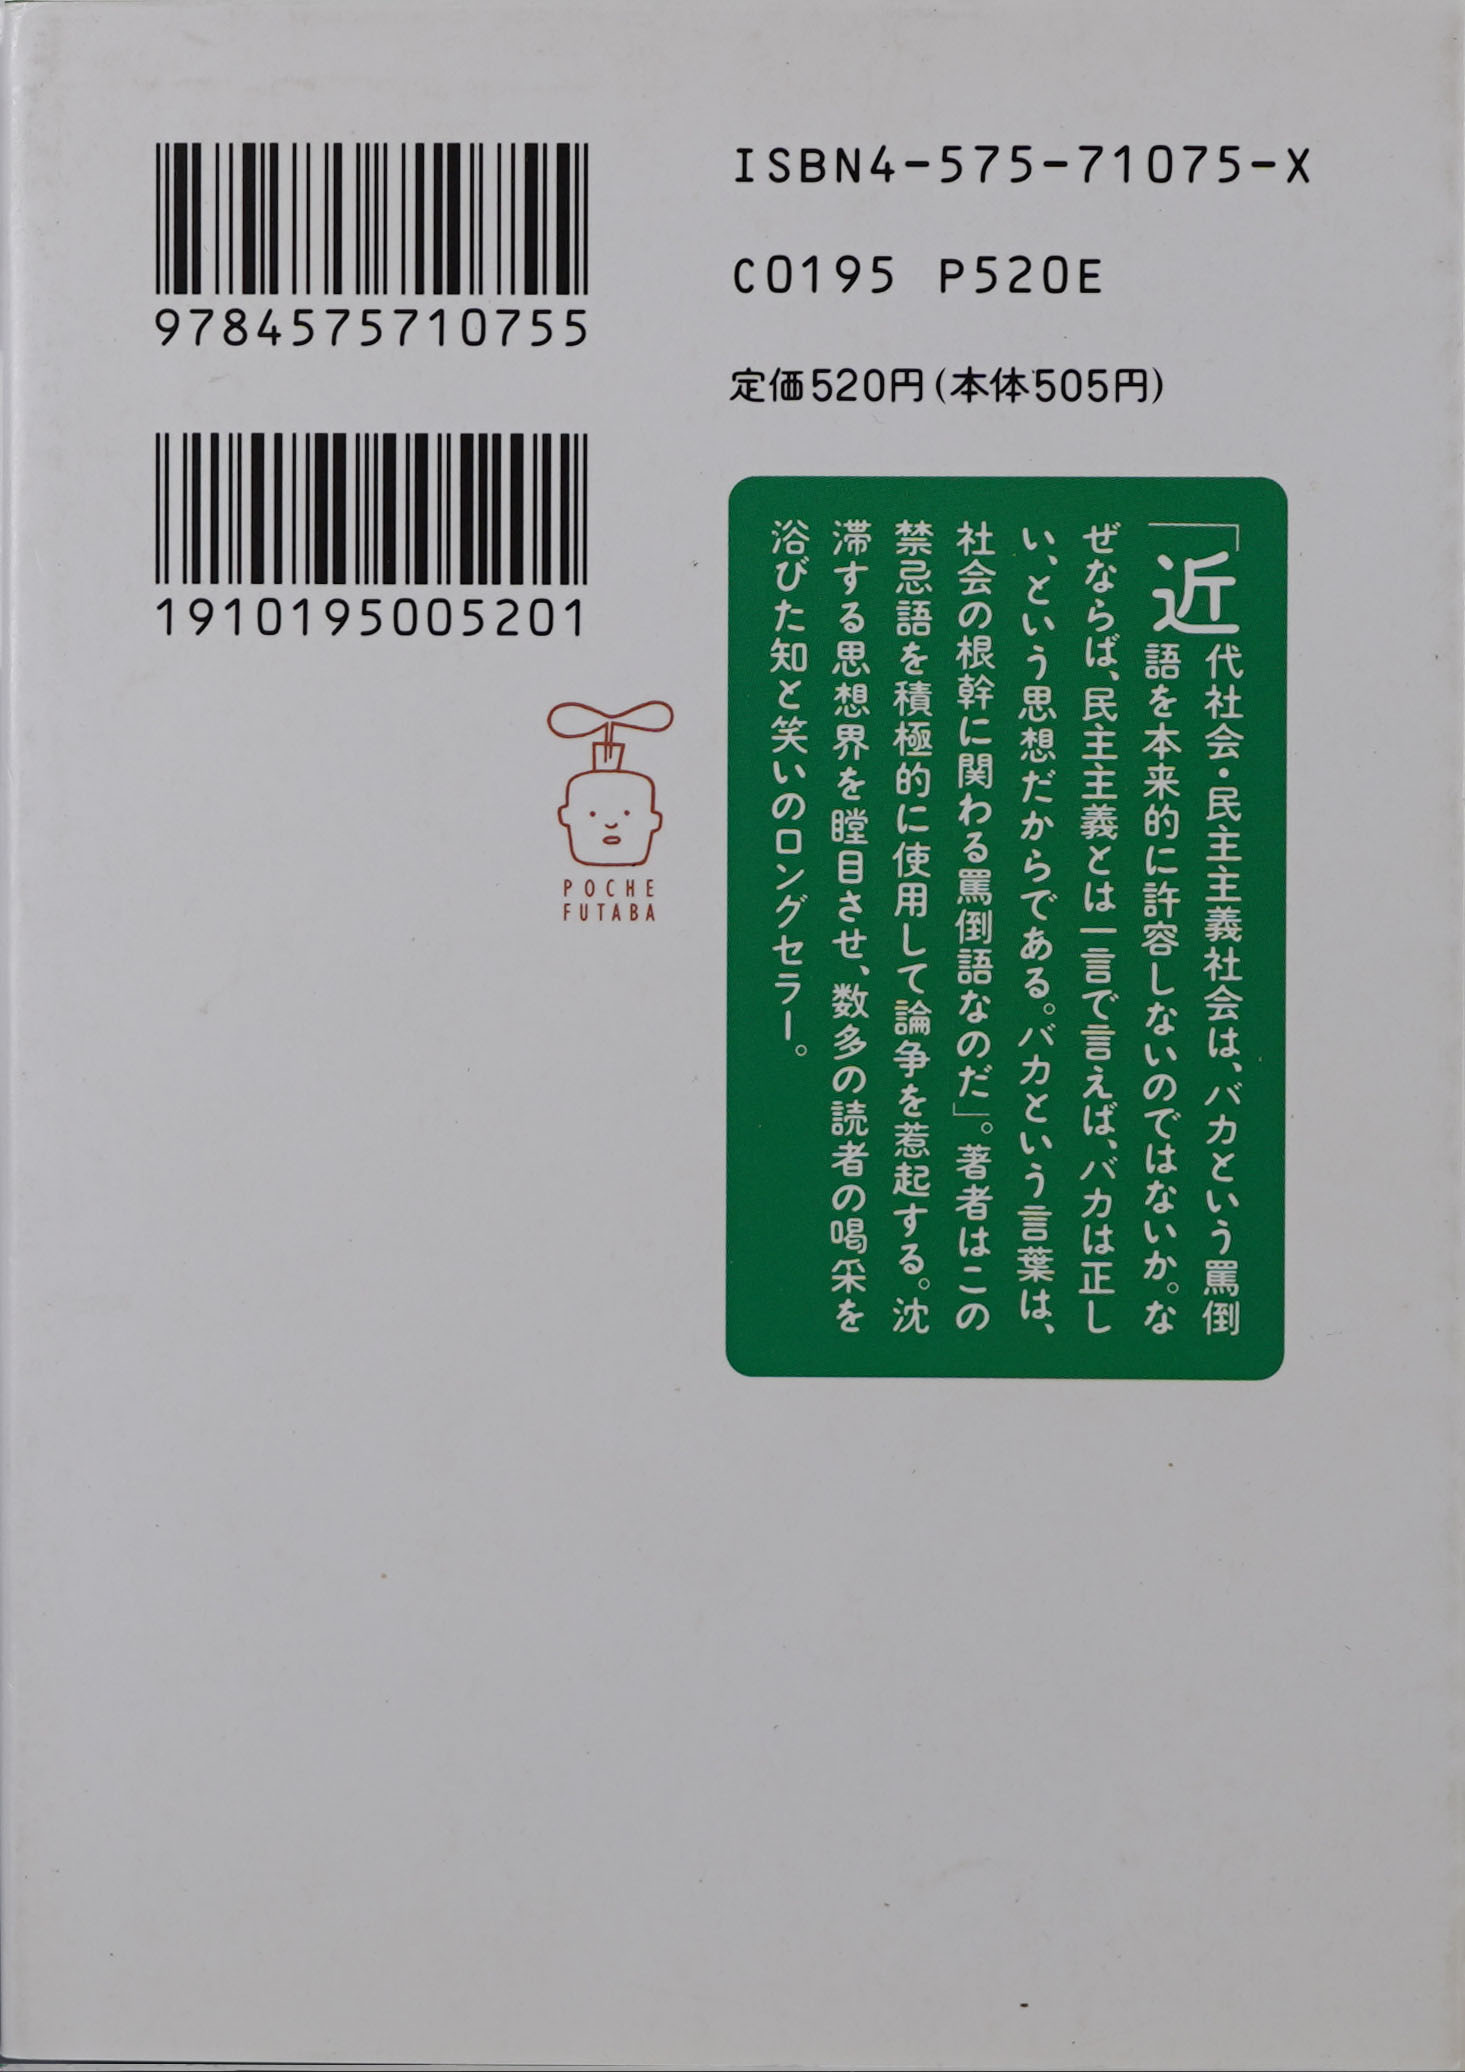 ISBN4-575-71075-X
C0195 P520E
定価520円(本体505円)
9784575710755
1910195005201
POCHE
FUTABA
「近代社会・民主主義社会は、バカという罵倒
語を本来的に許容しないのではないか。な
ぜならば、民主主義とは一言で言えば、バカは正し
い、という思想だからである。バカという言葉は、
社会の根幹に関わる罵倒語なのだ」。著者はこの
禁忌語を積極的に使用して論争を惹起する。沈
滞する思想界を瞠目させ、数多の読者の喝采を
浴びた知と笑いのロングセラー。